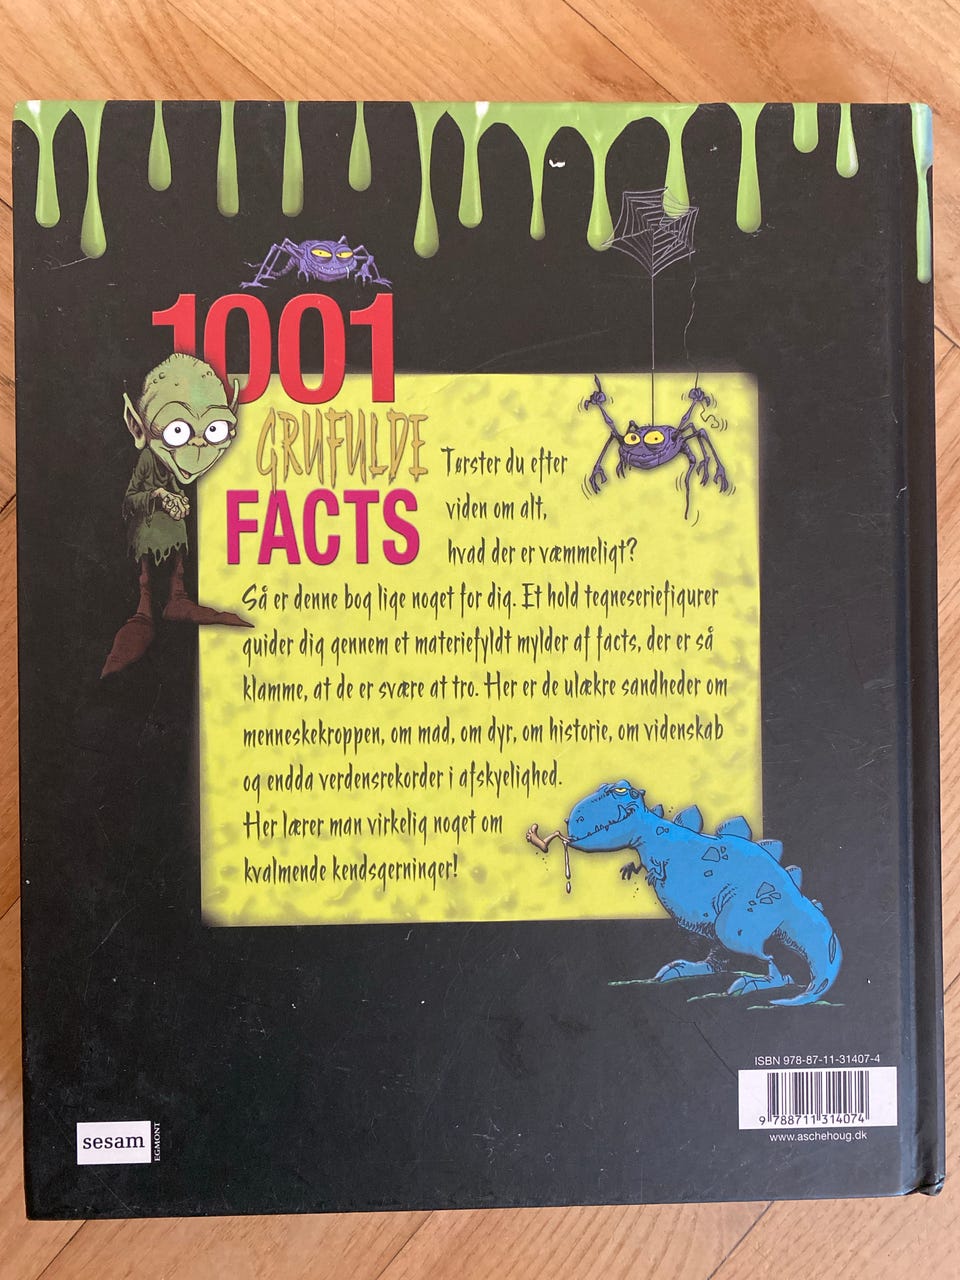 1001
GRUFULDE
FACTS
Tørster du efter
viden om alt,
hvad der er væmmeligt?
Så er denne bog lige noget for dig. Et hold tegneseriefigurer
guider dig gennem et materiefyldt mylder af facts, der er så
klamme, at de er svære at tro. Her er de ulækre sandheder om
menneskekroppen, om mad, om dyr, om historie, om videnskab
og endda verdensrekorder i afskyelighed.
Her lærer man virkelig noget om
kvalmende kendsgerninger!
ISBN 978-87-11-31407-4
9 788711 314074
www.aschehoug.dk
sesam
EGMONT